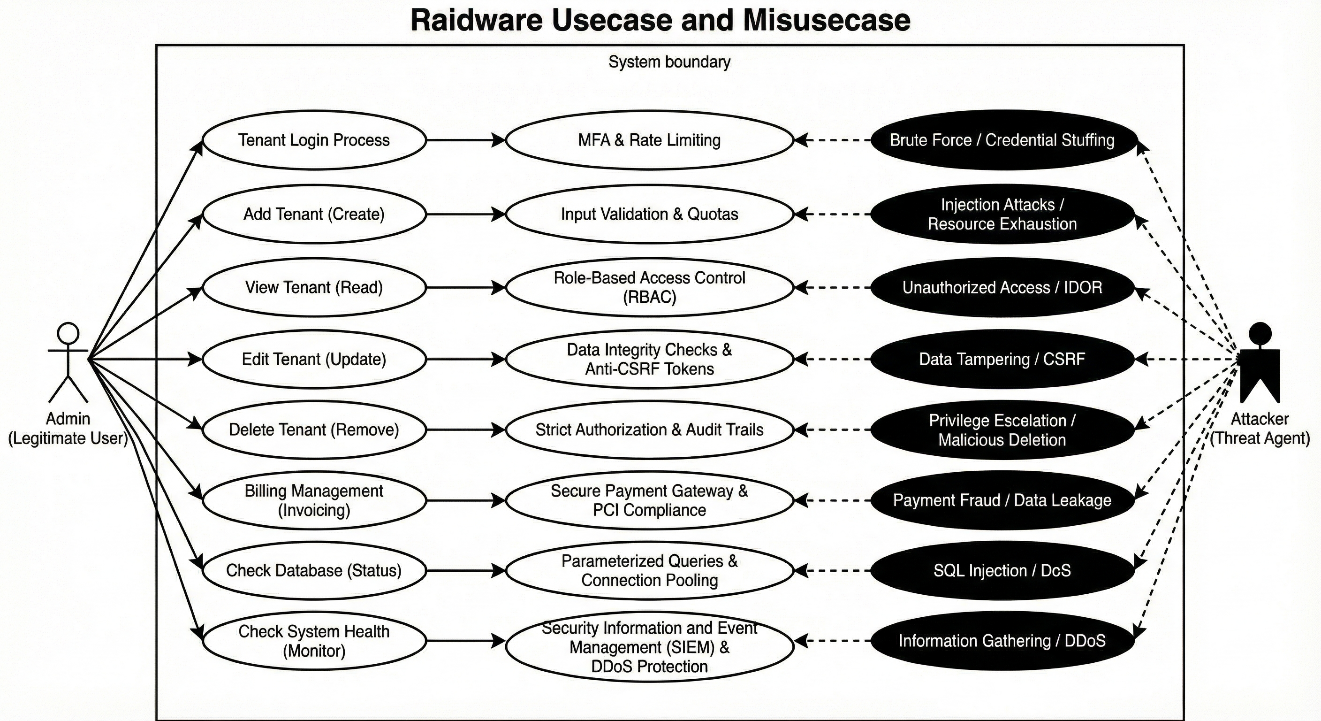 Raidware Usecase and Misusecase
System boundary
Tenant Login Process
MFA & Rate Limiting
Brute Force / Credential Stuffing
Add Tenant (Create)
Input Validation & Quotas
Injection Attacks /
Resource Exhaustion
View Tenant (Read)
Role-Based Access Control
(RBAC)
Unauthorized Access / IDOR
Edit Tenant (Update)
Data Integrity Checks &
Anti-CSRF Tokens
Data Tampering / CSRF
Admin
(Legitimate User)
Attacker
(Threat Agent)
Delete Tenant (Remove)
Strict Authorization & Audit Trails
Privilege Escelation /
Malicious Deletion
Billing Management
(Invoicing)
Secure Payment Gateway &
PCI Compliance
Payment Fraud / Data Leakage
Check Database (Status)
Parameterized Queries &
Connection Pooling
SQL Injection / DcS
Check System Health
(Monitor)
Security Information and Event
Management (SIEM) &
DDoS Protection
Information Gathering / DDoS